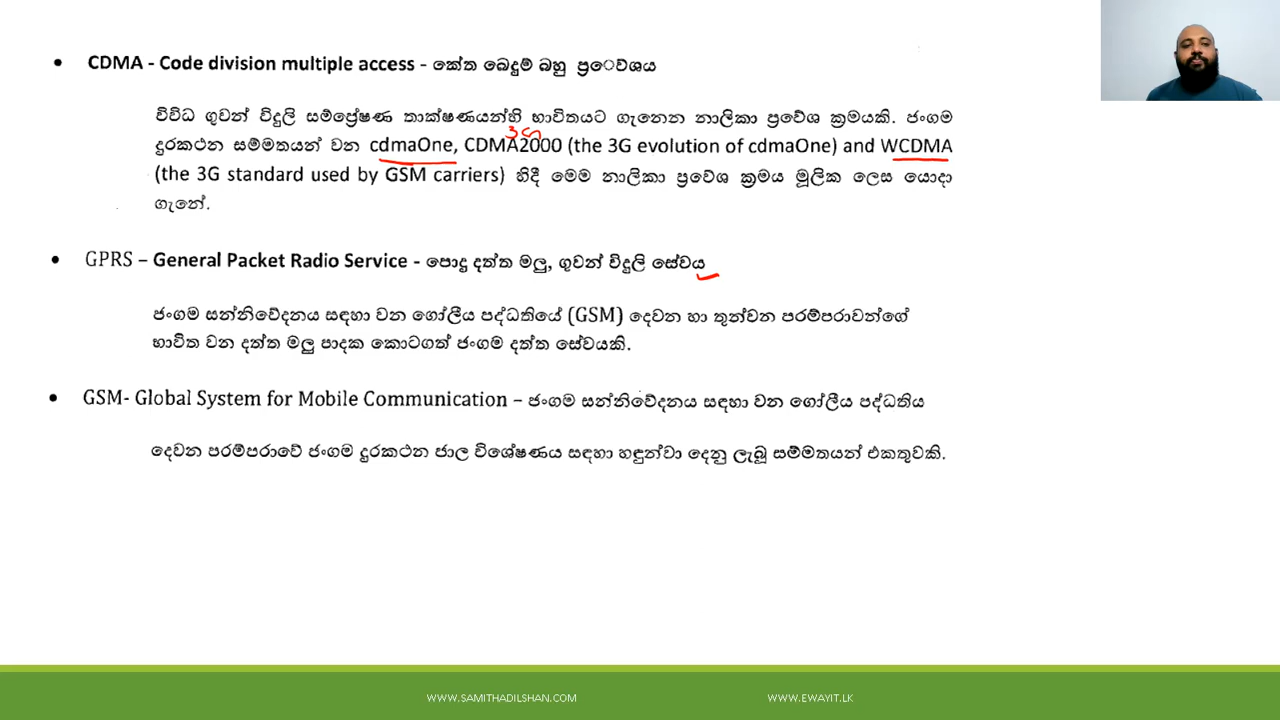 • CDMA - Code division multiple access - කේත බෙදුම් බහු ප්‍රවේශය
විවිධ ගුවන් විදුලි සම්ප්‍රේෂණ තාක්ෂණයන්හි භාවිතයට ගැනෙන නාලිකා ප්‍රවේශ ක්‍රමයකි. ජංගම
3G
දුරකථන සම්මතයන් වන cdmaOne, CDMA2000 (the 3G evolution of cdmaOne) and WCDMA
(the 3G standard used by GSM carriers) හිදී මෙම නාලිකා ප්‍රවේශ ක්‍රමය මූලික ලෙස යොදා
ගැනේ.
• GPRS – General Packet Radio Service - පොදු දත්ත මලු, ගුවන් විදුලි සේවය
ජංගම සන්නිවේදනය සඳහා වන ගෝලීය පද්ධතියේ (GSM) දෙවන හා තුන්වන පරම්පරාවන්ගේ
භාවිත වන දත්ත මලු පාදක කොටගත් ජංගම දත්ත සේවයකි.
• GSM- Global System for Mobile Communication – ජංගම සන්නිවේදනය සඳහා වන ගෝලීය පද්ධතිය
දෙවන පරම්පරාවේ ජංගම දුරකථන ජාල විශේෂණය සඳහා හඳුන්වා දෙනු ලැබූ සම්මතයන් එකතුවකි.
WWW.SAMITHADILSHAN.COM WWW.EWAYIT.LK